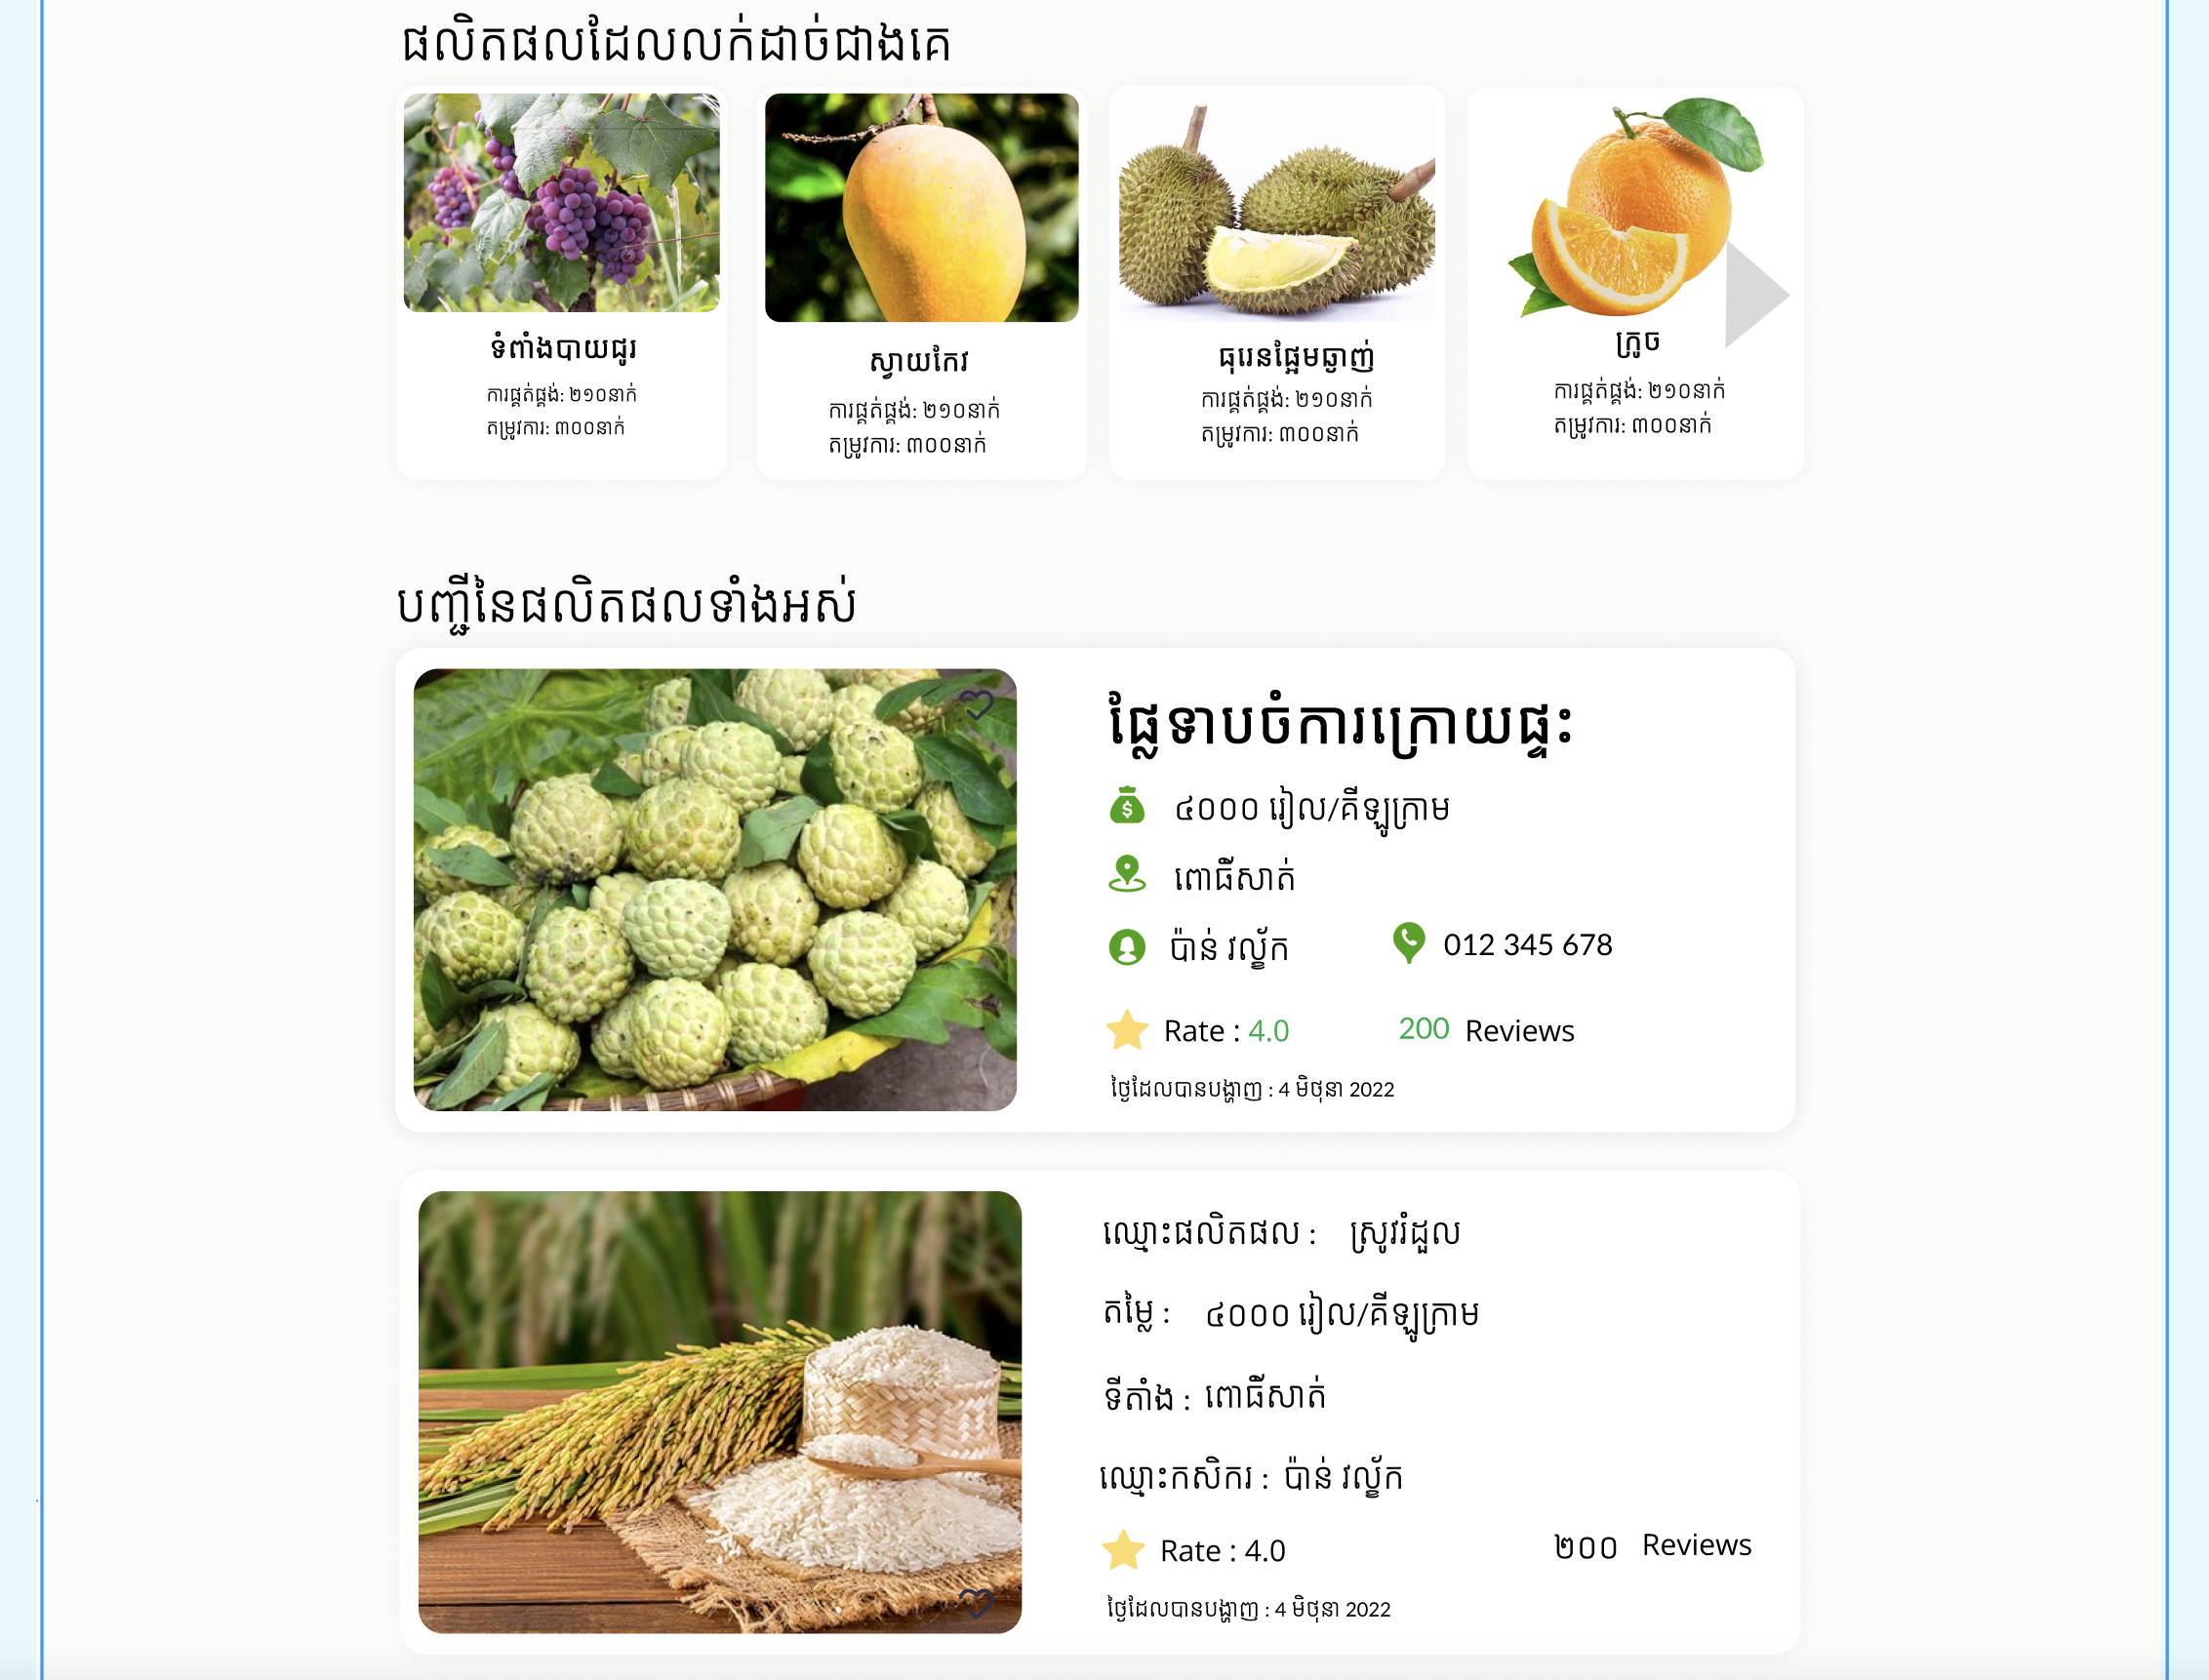 ផលិតផលដែលលក់ដាច់ជាងគេ
ទំពាំងបាយជូរ
ការផ្គត់ផ្គង់: ២១០នាក់
តម្រូវការ: ៣០០នាក់
ស្វាយកែវ
ការផ្គត់ផ្គង់: ២១០នាក់
តម្រូវការ: ៣០០នាក់
ធុរេនផ្អែមឆ្ងាញ់
ការផ្គត់ផ្គង់: ២១០នាក់
តម្រូវការ: ៣០០នាក់
ក្រូច
ការផ្គត់ផ្គង់: ២១០នាក់
តម្រូវការ: ៣០០នាក់
បញ្ជីនៃផលិតផលទាំងអស់
ផ្លែទាបចំការក្រោយផ្ទះ
៤០០០ រៀល/គីឡូក្រាម
ពោធិ៍សាត់
ប៉ាន់ វល្ល័ក 012 345 678
Rate : 4.0 200 Reviews
ថ្ងៃដែលបានបង្ហាញ : 4 មិថុនា 2022
ឈ្មោះផលិតផល : ស្រូវរំដួល
តម្លៃ : ៤០០០ រៀល/គីឡូក្រាម
ទីតាំង : ពោធិ៍សាត់
ឈ្មោះកសិករ : ប៉ាន់ វល្ល័ក
Rate : 4.0 ២០០ Reviews
ថ្ងៃដែលបានបង្ហាញ : 4 មិថុនា 2022